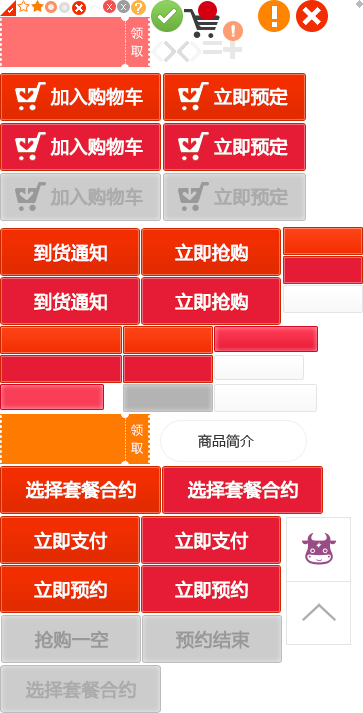 领
取
加入购物车 立即预定
加入购物车 立即预定
加入购物车 立即预定
到货通知 立即抢购
到货通知 立即抢购
领
取
商品简介
选择套餐合约 选择套餐合约
立即支付 立即支付
立即预约 立即预约
抢购一空 预约结束
选择套餐合约